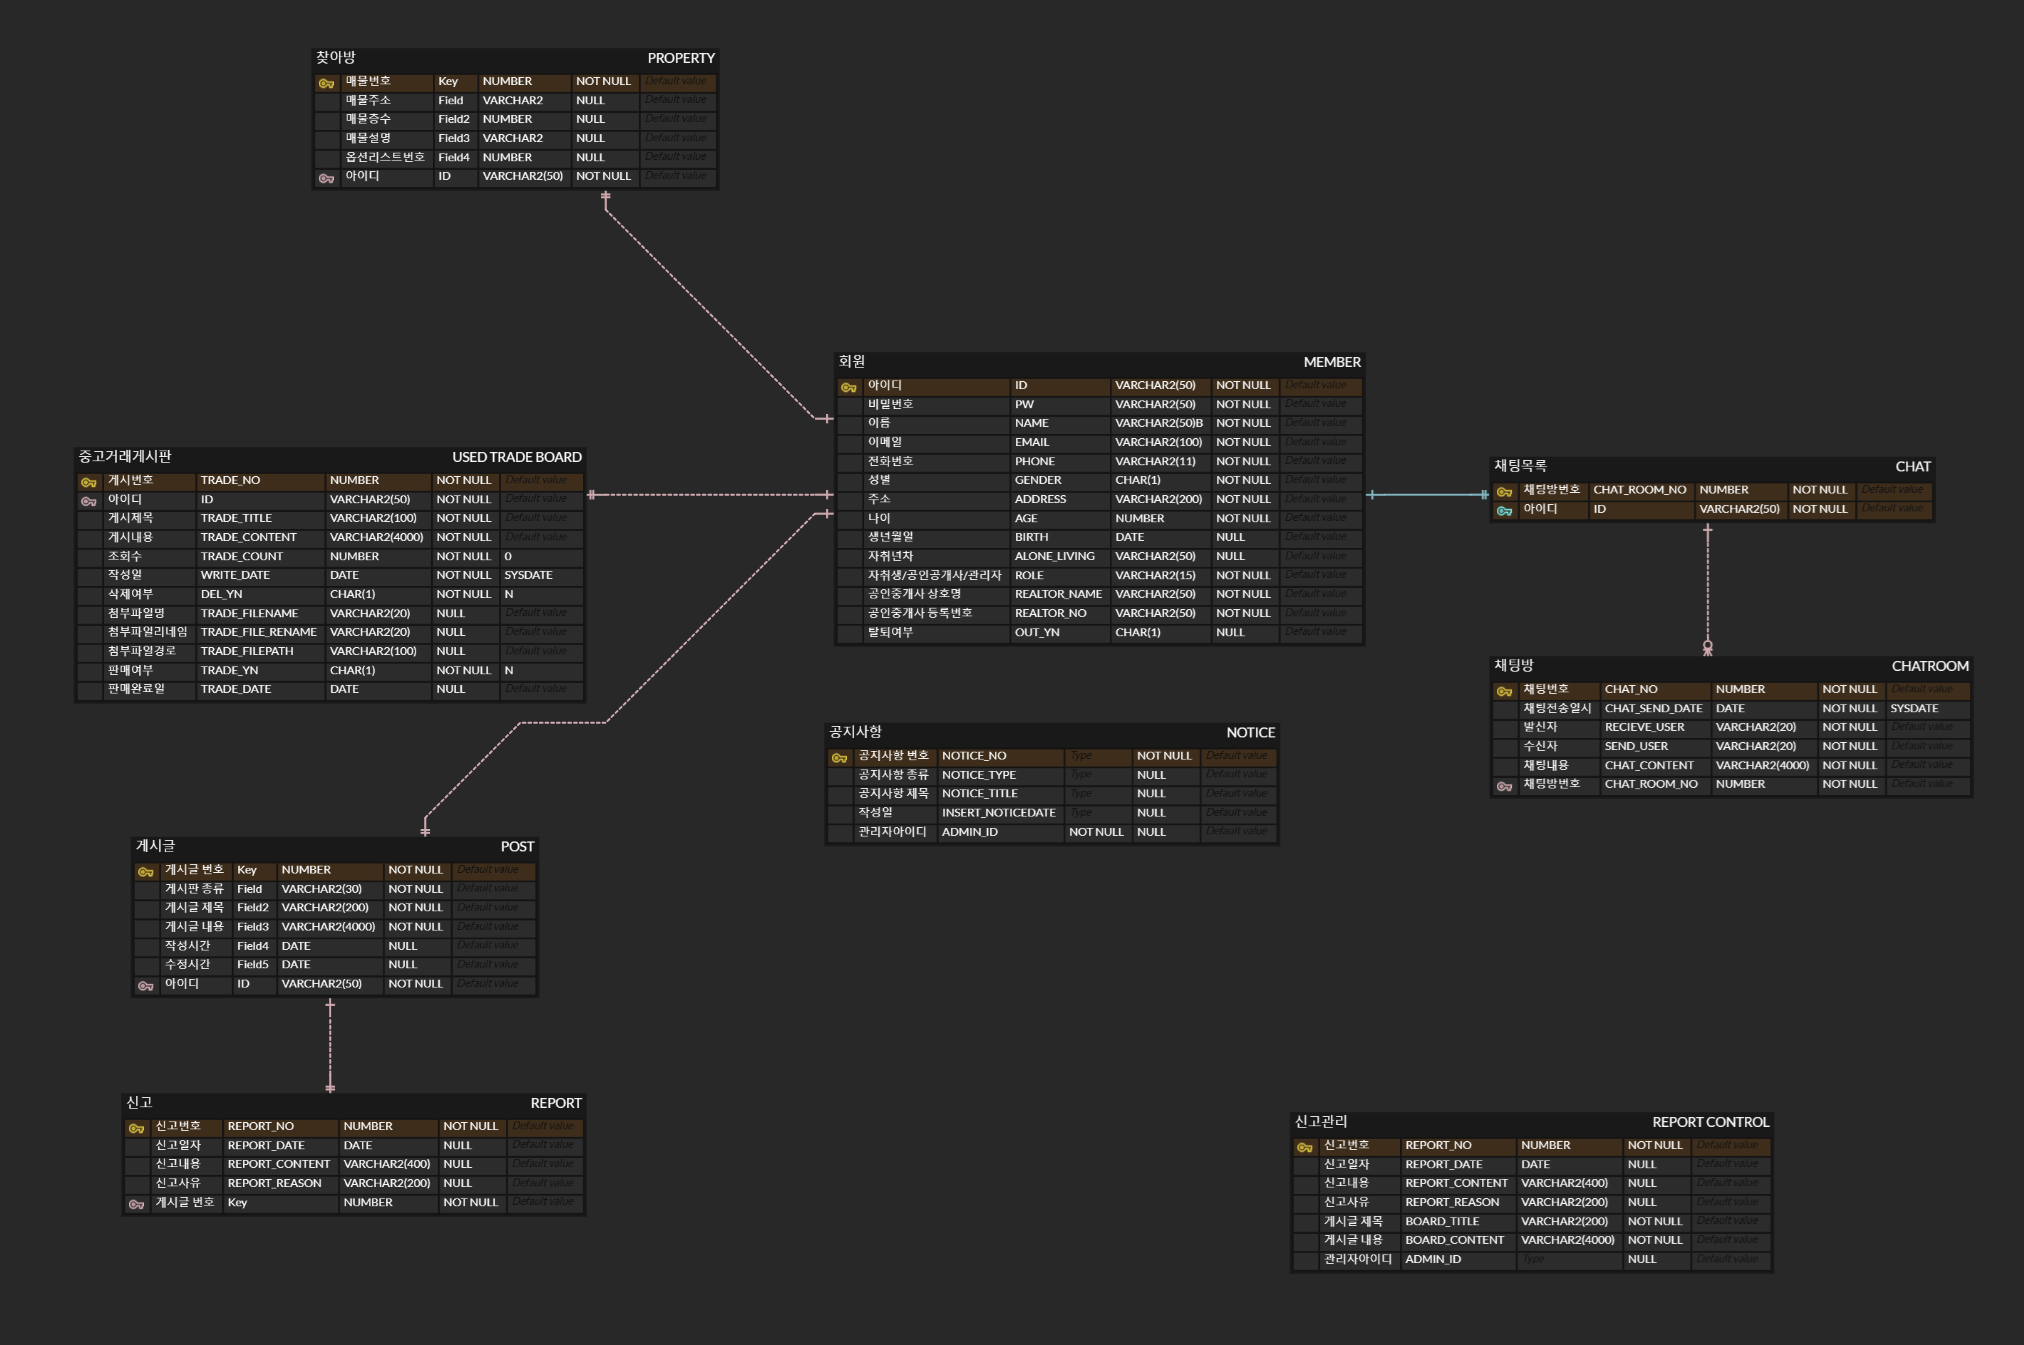 찾아방 PROPERTY
매물번호 Key NUMBER NOT NULL Default value
매물주소 Field VARCHAR2 NULL Default value
매물층수 Field2 NUMBER NULL Default value
매물설명 Field3 VARCHAR2 NULL Default value
옵션리스트번호 Field4 NUMBER NULL Default value
아이디 ID VARCHAR2(50) NOT NULL Default value
회원 MEMBER
아이디 ID VARCHAR2(50) NOT NULL Default value
비밀번호 PW VARCHAR2(50) NOT NULL Default value
이름 NAME VARCHAR2(50)B NOT NULL Default value
이메일 EMAIL VARCHAR2(100) NOT NULL Default value
전화번호 PHONE VARCHAR2(11) NOT NULL Default value
성별 GENDER CHAR(1) NOT NULL Default value
주소 ADDRESS VARCHAR2(200) NOT NULL Default value
나이 AGE NUMBER NOT NULL Default value
생년월일 BIRTH DATE NULL Default value
자취년차 ALONE_LIVING VARCHAR2(50) NULL Default value
자취생/공인공개사/관리자 ROLE VARCHAR2(15) NOT NULL Default value
공인중개사 상호명 REALTOR_NAME VARCHAR2(50) NOT NULL Default value
공인중개사 등록번호 REALTOR_NO VARCHAR2(50) NOT NULL Default value
탈퇴여부 OUT_YN CHAR(1) NULL Default value
중고거래게시판 USED TRADE BOARD
게시번호 TRADE_NO NUMBER NOT NULL Default value
아이디 ID VARCHAR2(50) NOT NULL Default value
게시제목 TRADE_TITLE VARCHAR2(100) NOT NULL Default value
게시내용 TRADE_CONTENT VARCHAR2(4000) NOT NULL Default value
조회수 TRADE_COUNT NUMBER NOT NULL 0
작성일 WRITE_DATE DATE NOT NULL SYSDATE
삭제여부 DEL_YN CHAR(1) NOT NULL N
첨부파일명 TRADE_FILENAME VARCHAR2(20) NULL Default value
첨부파일리네임 TRADE_FILE_RENAME VARCHAR2(20) NULL Default value
첨부파일경로 TRADE_FILEPATH VARCHAR2(100) NULL Default value
판매여부 TRADE_YN CHAR(1) NOT NULL N
판매완료일 TRADE_DATE DATE NULL Default value
채팅목록 CHAT
채팅방번호 CHAT_ROOM_NO NUMBER NOT NULL Default value
아이디 ID VARCHAR2(50) NOT NULL Default value
채팅방 CHATROOM
채팅번호 CHAT_NO NUMBER NOT NULL Default value
채팅전송일시 CHAT_SEND_DATE DATE NOT NULL SYSDATE
발신자 RECIEVE_USER VARCHAR2(20) NOT NULL Default value
수신자 SEND_USER VARCHAR2(20) NOT NULL Default value
채팅내용 CHAT_CONTENT VARCHAR2(4000) NOT NULL Default value
채팅방번호 CHAT_ROOM_NO NUMBER NOT NULL Default value
공지사항 NOTICE
공지사항 번호 NOTICE_NO Type NOT NULL Default value
공지사항 종류 NOTICE_TYPE Type NULL Default value
공지사항 제목 NOTICE_TITLE Type NULL Default value
작성일 INSERT_NOTICEDATE Type NULL Default value
관리자아이디 ADMIN_ID NOT NULL NULL Default value
게시글 POST
게시글 번호 Key NUMBER NOT NULL Default value
게시판 종류 Field VARCHAR2(30) NOT NULL Default value
게시글 제목 Field2 VARCHAR2(200) NOT NULL Default value
게시글 내용 Field3 VARCHAR2(4000) NOT NULL Default value
작성시간 Field4 DATE NULL Default value
수정시간 Field5 DATE NULL Default value
아이디 ID VARCHAR2(50) NOT NULL Default value
신고 REPORT
신고번호 REPORT_NO NUMBER NOT NULL Default value
신고일자 REPORT_DATE DATE NULL Default value
신고내용 REPORT_CONTENT VARCHAR2(400) NULL Default value
신고사유 REPORT_REASON VARCHAR2(200) NULL Default value
게시글 번호 Key NUMBER NOT NULL Default value
신고관리 REPORT CONTROL
신고번호 REPORT_NO NUMBER NOT NULL Default value
신고일자 REPORT_DATE DATE NULL Default value
신고내용 REPORT_CONTENT VARCHAR2(400) NULL Default value
신고사유 REPORT_REASON VARCHAR2(200) NULL Default value
게시글 제목 BOARD_TITLE VARCHAR2(200) NOT NULL Default value
게시글 내용 BOARD_CONTENT VARCHAR2(4000) NOT NULL Default value
관리자아이디 ADMIN_ID Type NULL Default value